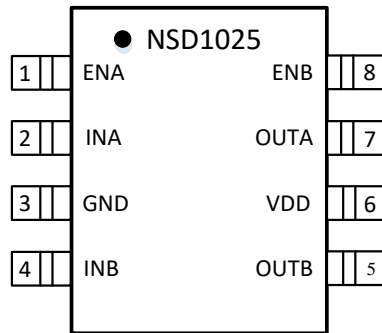 NSD1025
1 ENA ENB 8
2 INA OUTA 7
3 GND VDD 6
4 INB OUTB 5